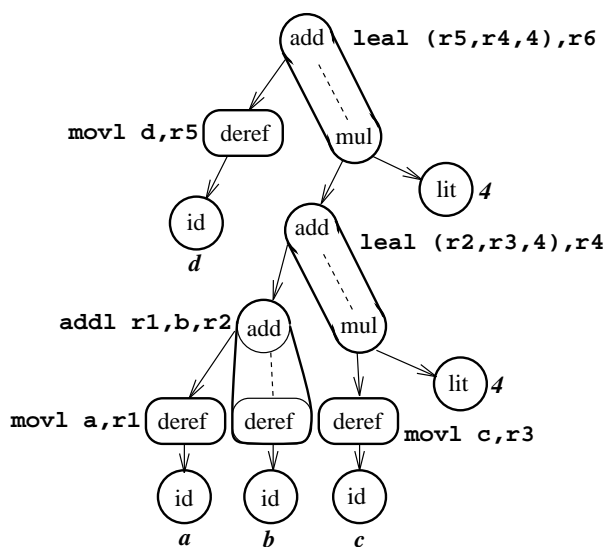 add leal (r5,r4,4),r6
movl d,r5 deref mul
id lit 4
d add leal (r2,r3,4),r4
addl r1,b,r2 add mul
lit 4
movl a,r1 deref deref deref movl c,r3
id id id
a b c